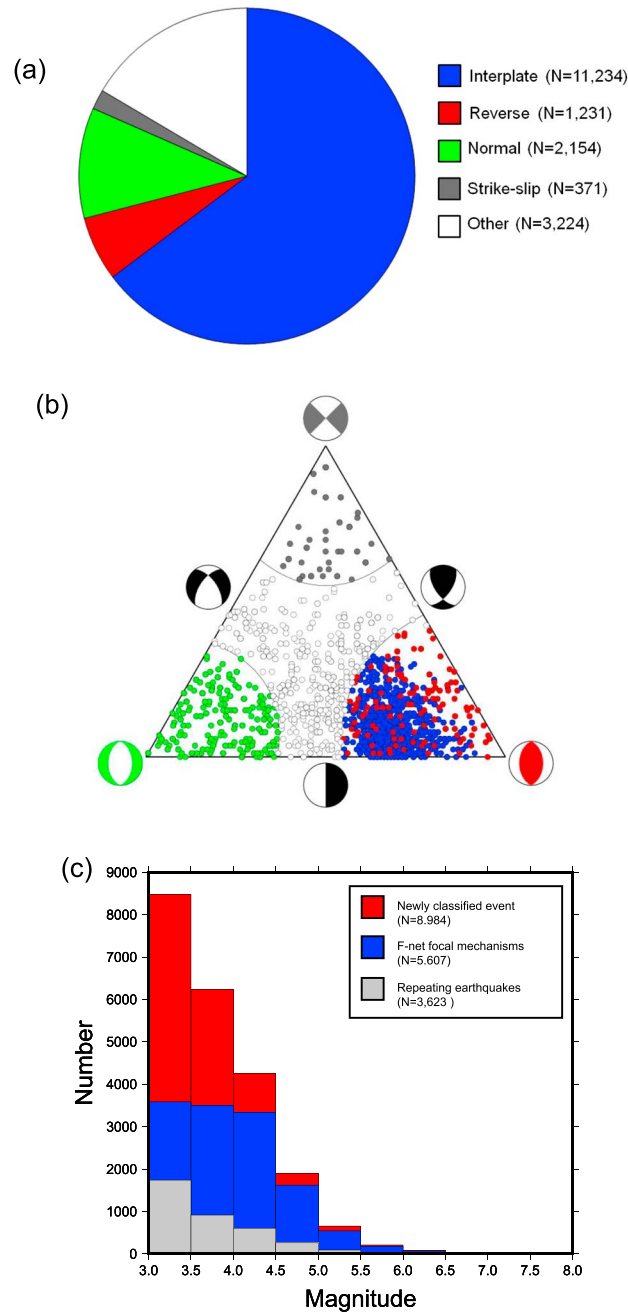 (a)
Interplate (N=11,234)
Reverse (N=1,231)
Normal (N=2,154)
Strike-slip (N=371)
Other (N=3,224)
(b)
(c)
9000
8000
7000
6000
5000
4000
3000
2000
1000
0
Number
Newly classified event
(N=8.984)
F-net focal mechanisms
(N=5.607)
Repeating earthquakes
(N=3,623 )
3.0 3.5 4.0 4.5 5.0 5.5 6.0 6.5 7.0 7.5 8.0
Magnitude